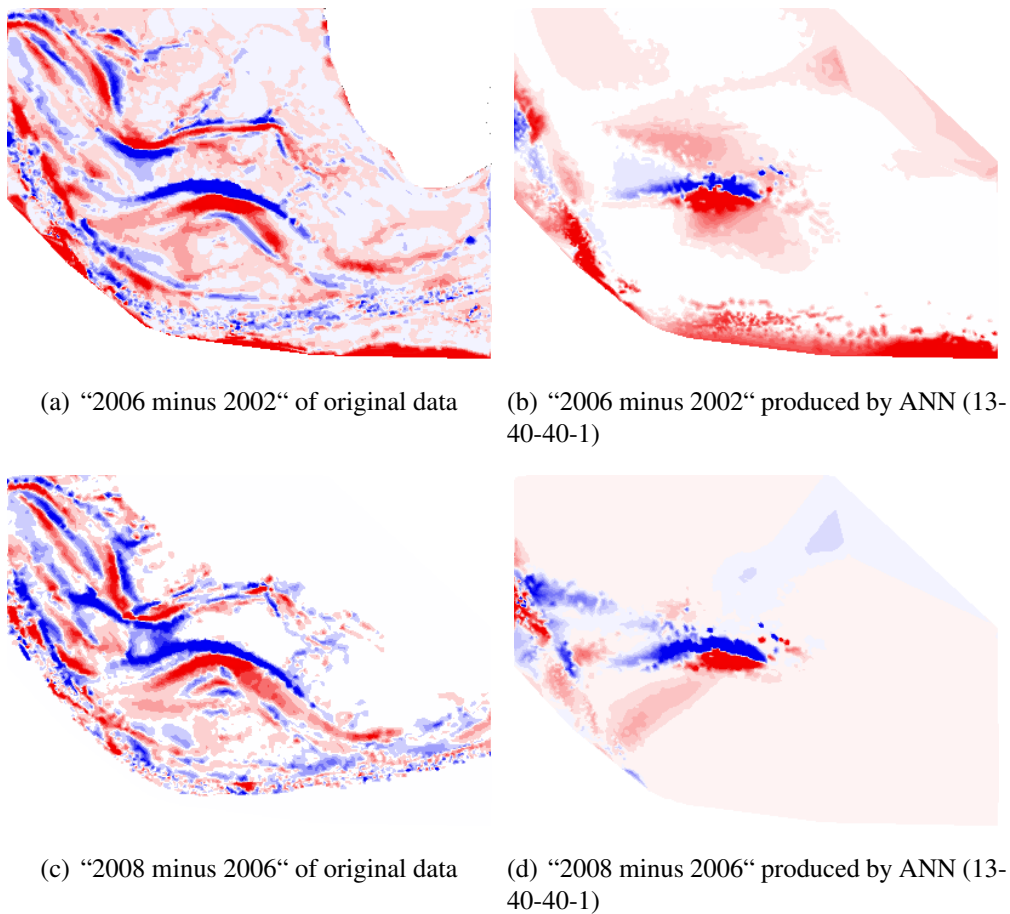 (a) “2006 minus 2002“ of original data
(b) “2006 minus 2002“ produced by ANN (13-
40-40-1)
(c) “2008 minus 2006“ of original data
(d) “2008 minus 2006“ produced by ANN (13-
40-40-1)